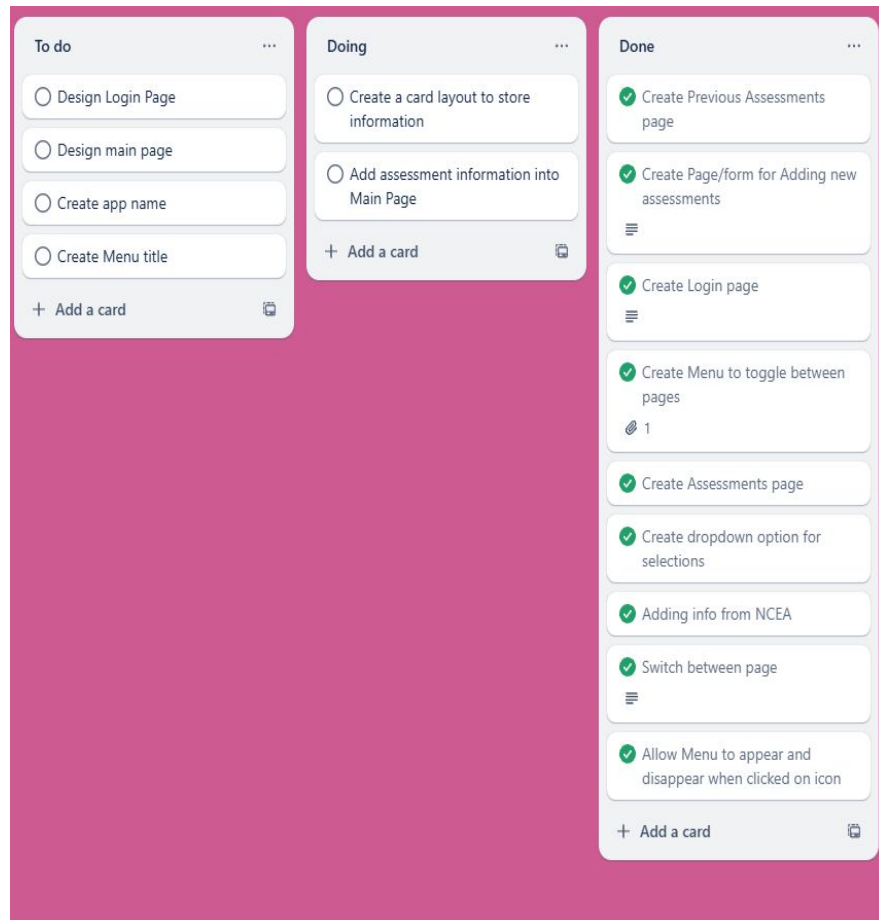 To do
Design Login Page
Design main page
Create app name
Create Menu title
+ Add a card
Doing
Create a card layout to store
information
Add assessment information into
Main Page
+ Add a card
Done
Create Previous Assessments
page
Create Page/form for Adding new
assessments
Create Login page
Create Menu to toggle between
pages
1
Create Assessments page
Create dropdown option for
selections
Adding info from NCEA
Switch between page
Allow Menu to appear and
disappear when clicked on icon
+ Add a card